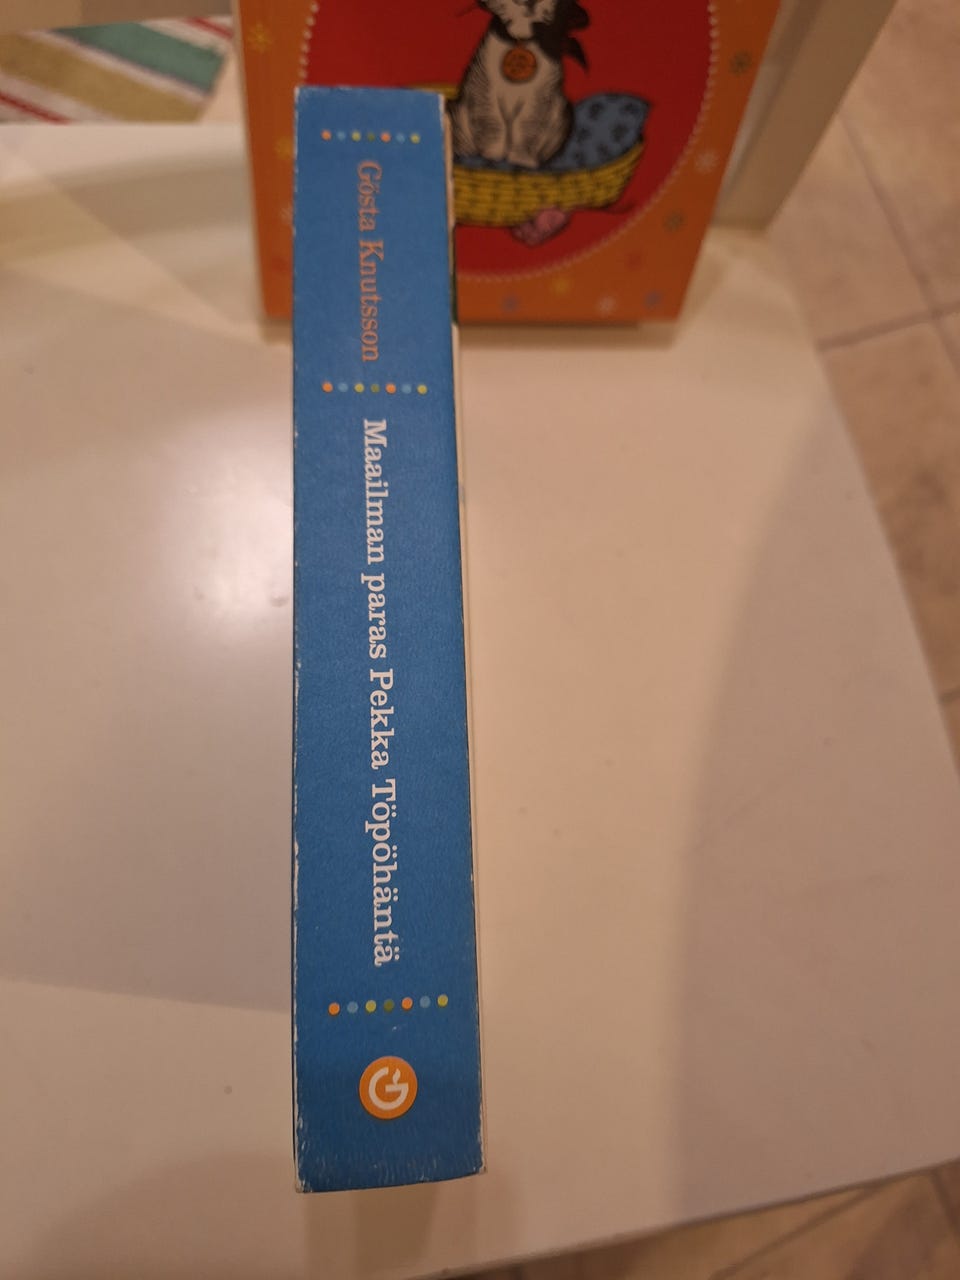 Gösta Knutsson
Maailman paras Pekka Töpöhäntä